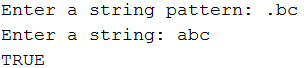 Enter a string pattern: .bc
Enter a string: abc
TRUE